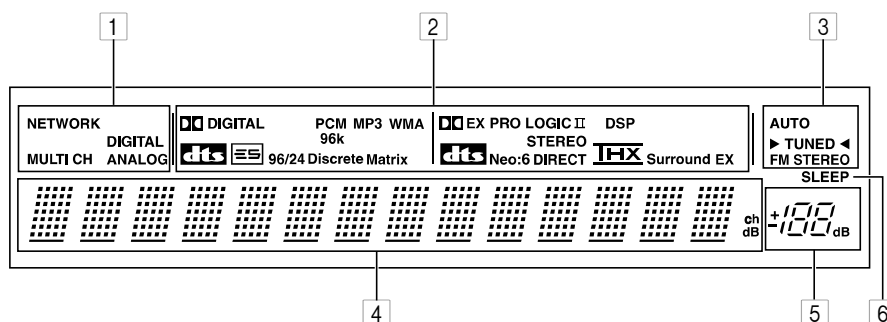 1 2 3
NETWORK DIGITAL PCM MP3 WMA EX PRO LOGIC II DSP AUTO
DIGITAL 96k STEREO ► TUNED ◄
MULTI CH ANALOG dts ES 96/24 Discrete Matrix dts Neo:6 DIRECT THX Surround EX FM STEREO
SLEEP
ch
dB ±188 dB
4 5 6